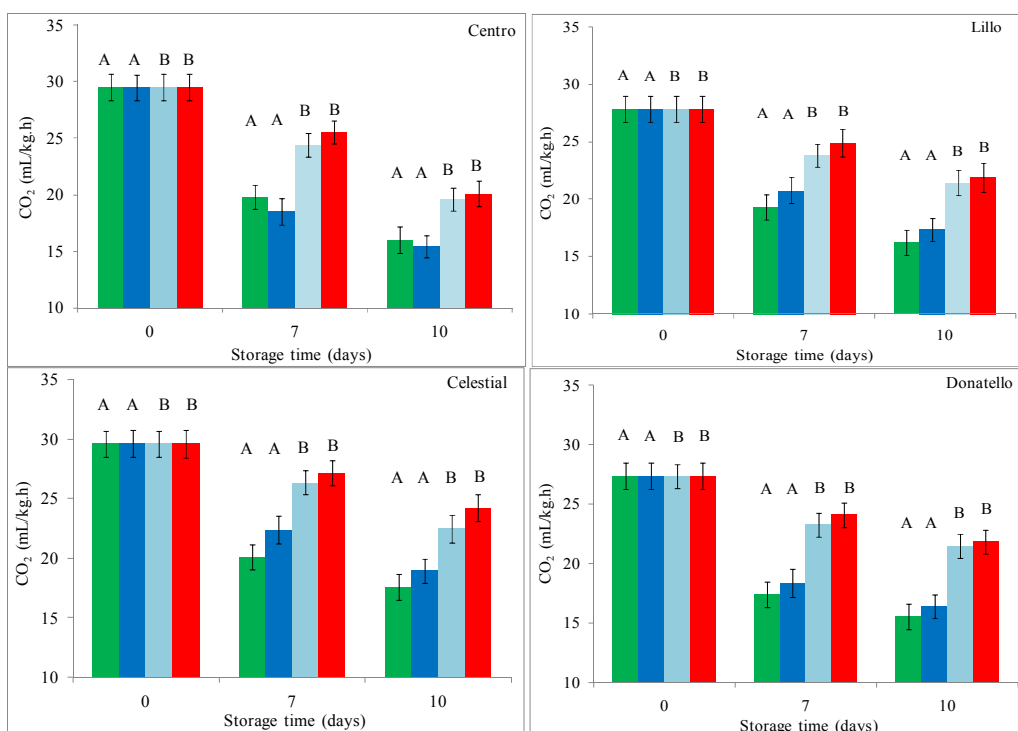 Centro
35
30
25
20
15
10
CO₂ (mL/kg.h)
A A B B
A A B B
A A B B
0 7 10
Storage time (days)
Lillo
35
30
25
20
15
10
CO₂ (mL/kg.h)
A A B B
A A B B
A A B B
0 7 10
Storage time (days)
Celestial
35
30
25
20
15
10
CO₂ (mL/kg.h)
A A B B
A A B B
A A B B
0 7 10
Storage time (days)
Donatello
35
30
25
20
15
10
CO₂ (mL/kg.h)
A A B B
A A B B
A A B B
0 7 10
Storage time (days)